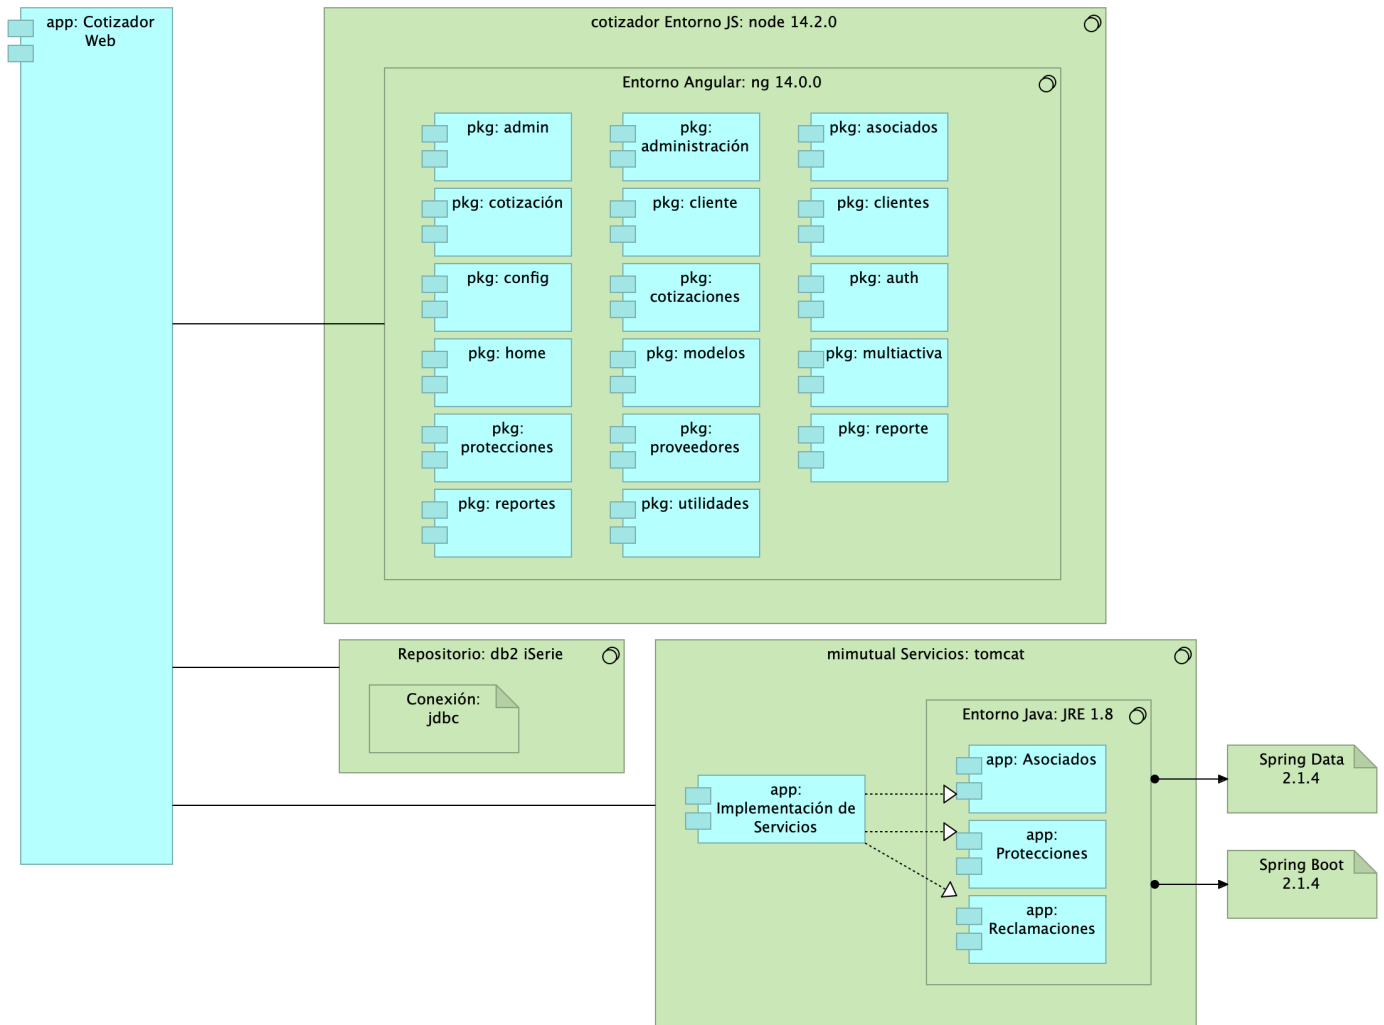 app: Cotizador
Web
cotizador Entorno JS: node 14.2.0
Entorno Angular: ng 14.0.0
pkg: admin
pkg:
administración
pkg: asociados
pkg: cotización
pkg: cliente
pkg: clientes
pkg: config
pkg:
cotizaciones
pkg: auth
pkg: home
pkg: modelos
pkg: multiactiva
pkg:
protecciones
pkg:
proveedores
pkg: reporte
pkg: reportes
pkg: utilidades
Repositorio: db2 iSerie
Conexión:
jdbc
mimutual Servicios: tomcat
Entorno Java: JRE 1.8
app:
Implementación de
Servicios
app: Asociados
app:
Protecciones
app:
Reclamaciones
Spring Data
2.1.4
Spring Boot
2.1.4